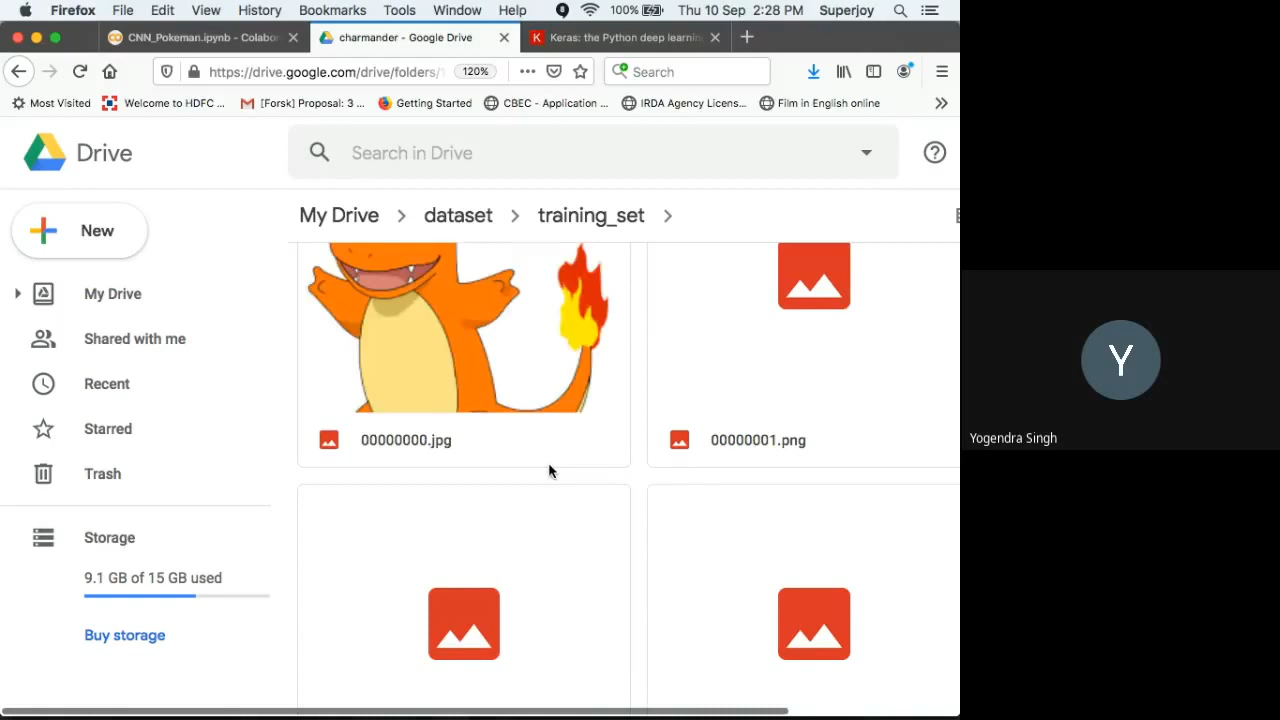 Firefox File Edit View History Bookmarks Tools Window Help 100% Thu 10 Sep 2:28 PM Superjoy
CNN_Pokeman.ipynb - Colabor
charmander - Google Drive
K Keras: the Python deep learning
https://drive.google.com/drive/folders/1 120% Search
Most Visited Welcome to HDFC ... [Forsk] Proposal: 3 ... Getting Started CBEC - Application ... IRDA Agency Licens... Film in English online
Drive
Search in Drive
New
My Drive
Shared with me
Recent
Starred
Trash
Storage
9.1 GB of 15 GB used
Buy storage
My Drive > dataset > training_set >
00000000.jpg
00000001.png
Y
Yogendra Singh